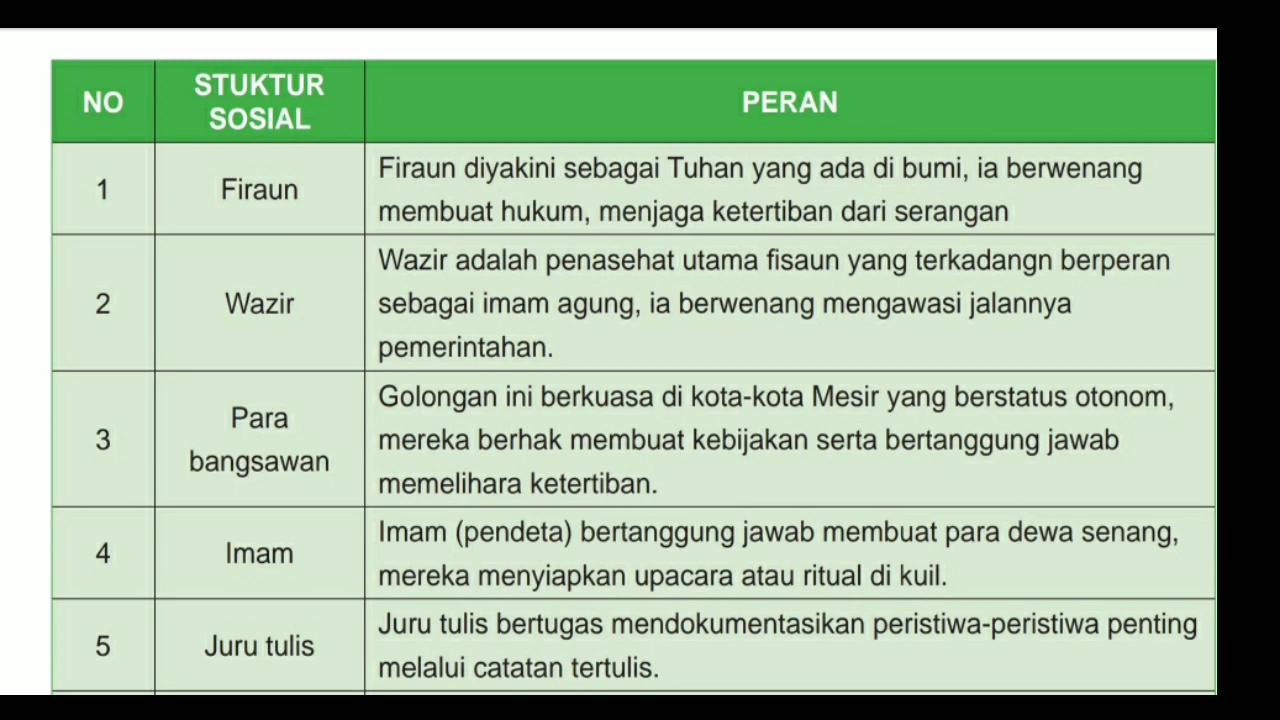 NO
STUKTUR
SOSIAL
PERAN
1
Firaun
Firaun diyakini sebagai Tuhan yang ada di bumi, ia berwenang
membuat hukum, menjaga ketertiban dari serangan
2
Wazir
Wazir adalah penasehat utama fisaun yang terkadangn berperan
sebagai imam agung, ia berwenang mengawasi jalannya
pemerintahan.
3
Para
bangsawan
Golongan ini berkuasa di kota-kota Mesir yang berstatus otonom,
mereka berhak membuat kebijakan serta bertanggung jawab
memelihara ketertiban.
4
Imam
Imam (pendeta) bertanggung jawab membuat para dewa senang,
mereka menyiapkan upacara atau ritual di kuil.
5
Juru tulis
Juru tulis bertugas mendokumentasikan peristiwa-peristiwa penting
melalui catatan tertulis.